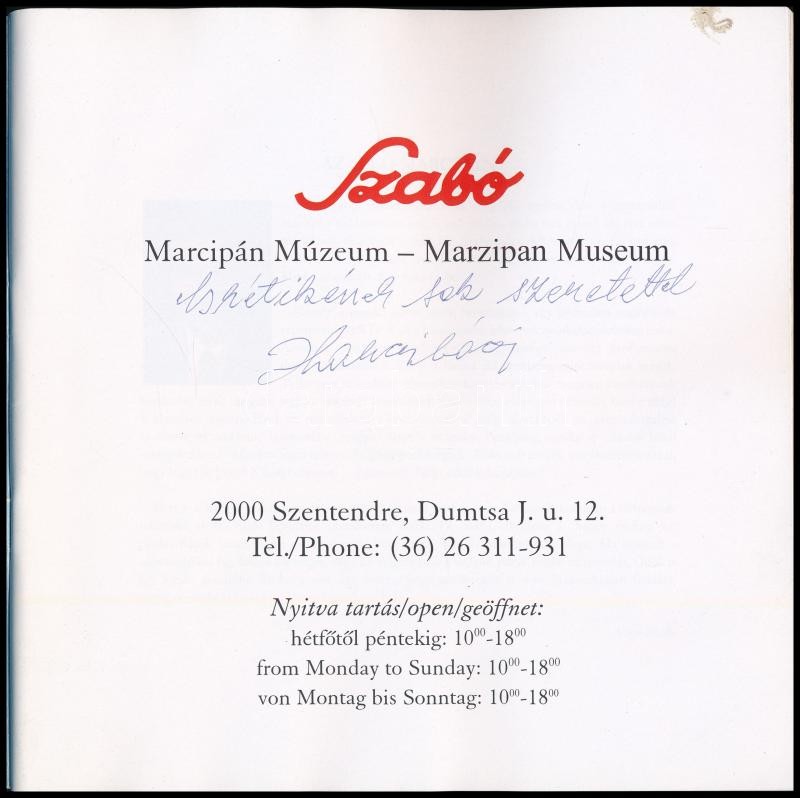 Szabó
Marcipán Múzeum – Marzipan Museum
sok szeretettel
2000 Szentendre, Dumtsa J. u. 12.
Tel./Phone: (36) 26 311-931
Nyitva tartás/open/geöffnet:
hétfőtől péntekig: 10⁰⁰-18⁰⁰
from Monday to Sunday: 10⁰⁰-18⁰⁰
von Montag bis Sonntag: 10⁰⁰-18⁰⁰